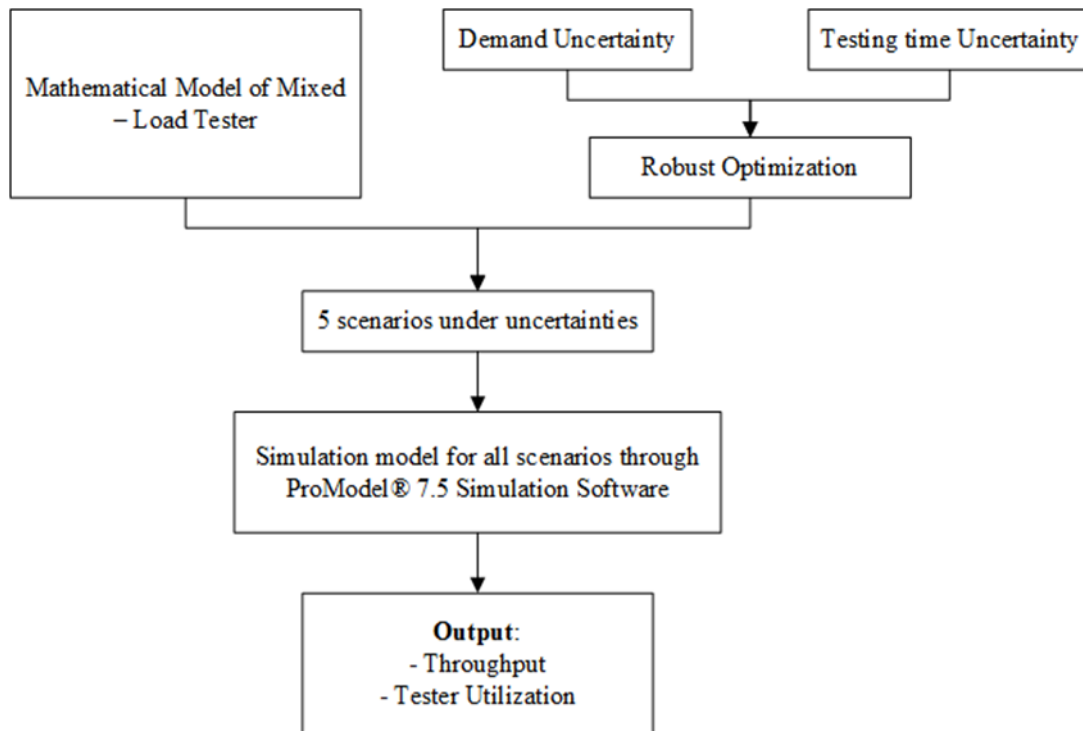 Mathematical Model of Mixed
– Load Tester
Demand Uncertainty
Testing time Uncertainty
Robust Optimization
5 scenarios under uncertainties
Simulation model for all scenarios through
ProModel® 7.5 Simulation Software
Output:
- Throughput
- Tester Utilization